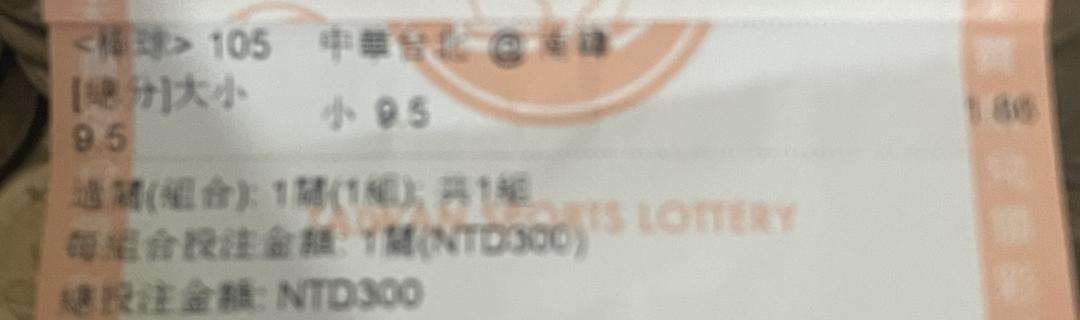 <棒球> 105 中華台北 @ 南韓
[總分]大小
9.5
小 9.5
1.86
過關(組合): 1關(1組); 共1組
TAIWAN SPORTS LOTTERY
每組合投注金額: 1關(NTD300)
總投注金額: NTD300